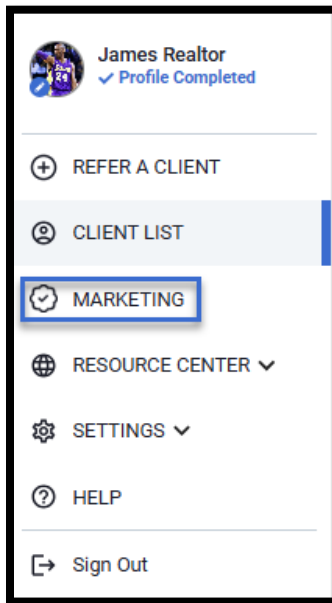 James Realtor
Profile Completed
REFER A CLIENT
CLIENT LIST
MARKETING
RESOURCE CENTER
SETTINGS
HELP
Sign Out